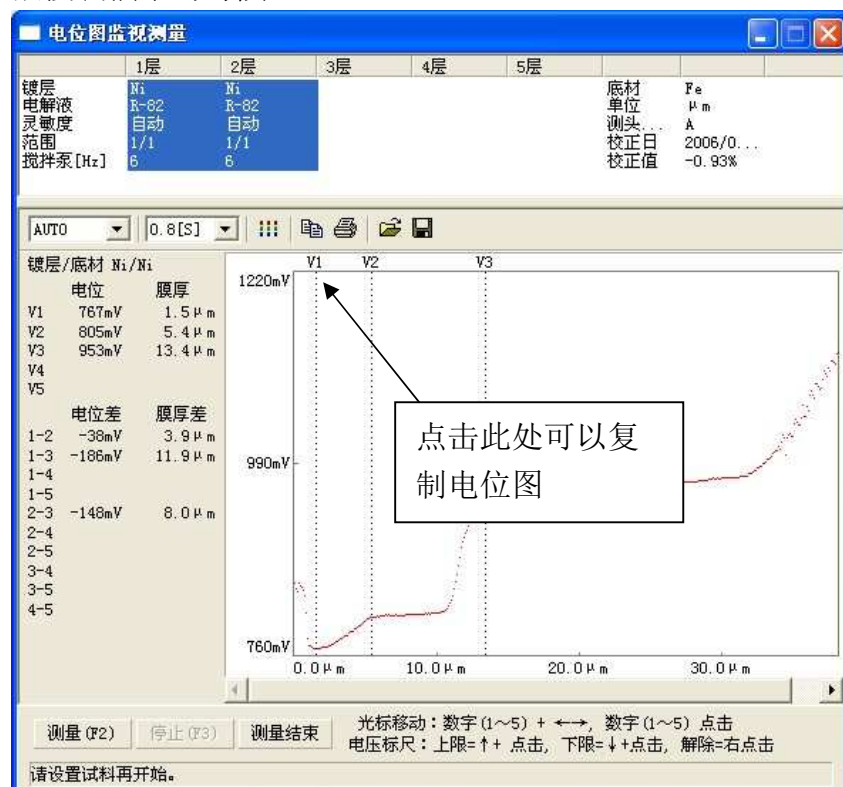 电位图监视测量
1层 2层 3层 4层 5层
镀层 Ni Ni 底材 Fe
电解液 R-82 R-82 单位 μm
灵敏度 自动 自动 测头... A
范围 1/1 1/1 校正日 2006/0...
搅拌泵[Hz] 6 6 校正值 -0.93%
AUTO 0.8[S]
镀层/底材 Ni/Ni
电位 膜厚
V1 767mV 1.5μm
V2 805mV 5.4μm
V3 953mV 13.4μm
V4
V5
电位差 膜厚差
1-2 -38mV 3.9μm
1-3 -186mV 11.9μm
1-4
1-5
2-3 -148mV 8.0μm
2-4
2-5
3-4
3-5
4-5
V1 V2 V3
1220mV
990mV
760mV
0.0μm 10.0μm 20.0μm 30.0μm
点击此处可以复
制电位图
测量(F2) 停止(F3) 测量结束
光标移动：数字(1～5) + ←→, 数字(1～5) 点击
电压标尺：上限=↑+ 点击, 下限=↓+点击, 解除=右点击
请设置试料再开始。